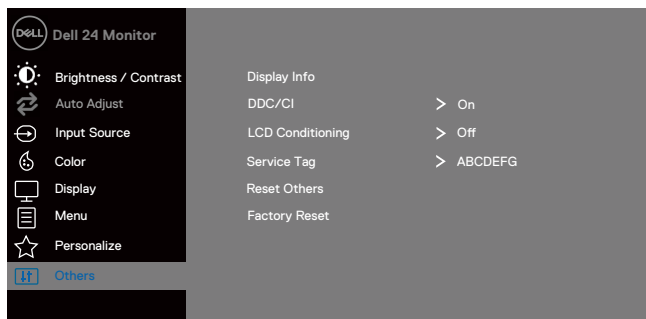 DELL Dell 24 Monitor
Brightness / Contrast Display Info
Auto Adjust DDC/CI > On
Input Source LCD Conditioning > Off
Color Service Tag > ABCDEFG
Display Reset Others
Menu Factory Reset
Personalize
Others